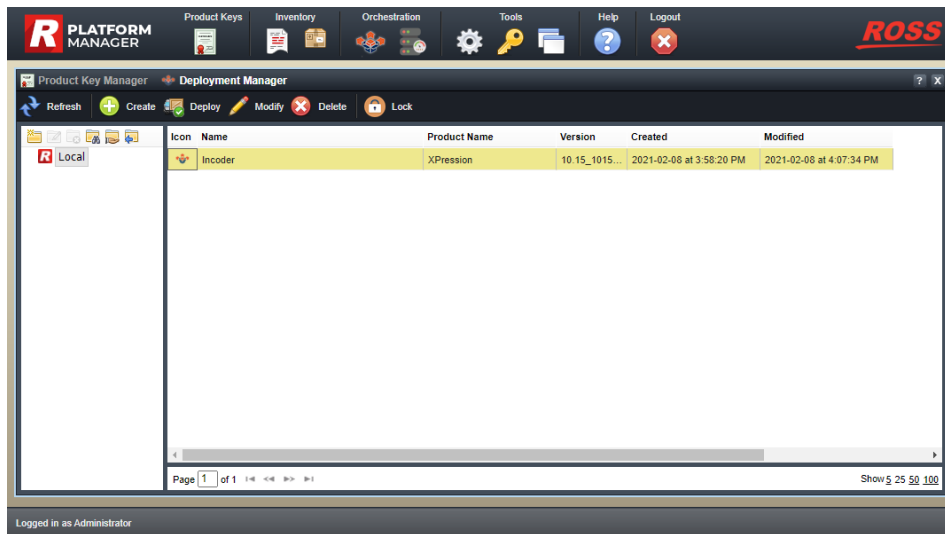 Product Keys Inventory Orchestration Tools Help Logout
R PLATFORM MANAGER
ROSS
Product Key Manager Deployment Manager ? X
Refresh Create Deploy Modify Delete Lock
Icon Name Product Name Version Created Modified
R Local
Incoder XPression 10.15_1015... 2021-02-08 at 3:58:20 PM 2021-02-08 at 4:07:34 PM
Page 1 of 1 Show 5 25 50 100
Logged in as Administrator